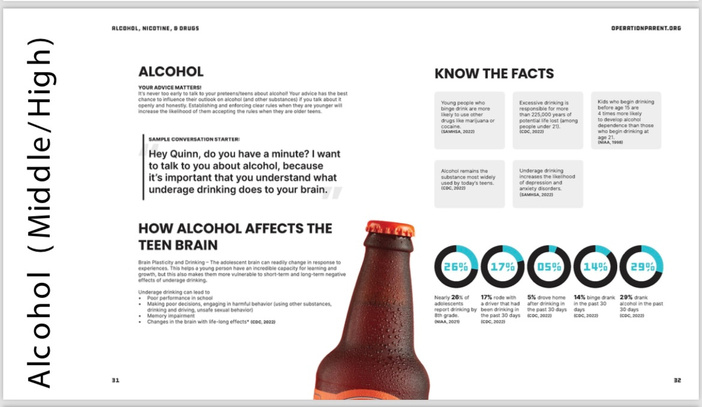 Alcohol (Middle/High)
ALCOHOL, NICOTINE, & DRUGS
OPERATIONPARENT.ORG
ALCOHOL
YOUR ADVICE MATTERS!
It's never too early to talk to your preteens/teens about alcohol! Your advice has the best
chance to influence their outlook on alcohol (and other substances) if you talk about it
openly and honestly. Establishing and enforcing clear rules when they are younger will
increase the likelihood of them accepting the rules when they are older teens.
SAMPLE CONVERSATION STARTER:
Hey Quinn, do you have a minute? I want
to talk to you about alcohol, because
it's important that you understand what
underage drinking does to your brain.
HOW ALCOHOL AFFECTS THE
TEEN BRAIN
Brain Plasticity and Drinking – The adolescent brain can readily change in response to
experiences. This helps a young person have an incredible capacity for learning and
growth, but this also makes them more vulnerable to short-term and long-term negative
effects of underage drinking.
Underage drinking can lead to
• Poor performance in school
• Making poor decisions, engaging in harmful behavior (using other substances,
drinking and driving, unsafe sexual behavior)
• Memory impairment
• Changes in the brain with life-long effects* (CDC, 2022)
31
KNOW THE FACTS
Young people who
binge drink are more
likely to use other
drugs like marijuana or
cocaine.
(SAMHSA, 2022)
Excessive drinking is
responsible for more
than 225,000 years of
potential life lost (among
people under 21).
(CDC, 2022)
Kids who begin drinking
before age 15 are
4 times more likely
to develop alcohol
dependence than those
who begin drinking at
age 21.
(NIAA, 1998)
Alcohol remains the
substance most widely
used by today's teens.
(CDC, 2022)
Underage drinking
increases the likelihood
of depression and
anxiety disorders.
(SAMHSA, 2022)
26%
17%
05%
14%
29%
Nearly 26% of
adolescents
report drinking by
8th grade.
(NIAA, 2021)
17% rode with
a driver that had
been drinking in
the past 30 days
(CDC, 2022)
5% drove home
after drinking in
the past 30 days
(CDC, 2022)
14% binge drank
in the past 30
days
(CDC, 2022)
29% drank
alcohol in the past
30 days
(CDC, 2022)
32